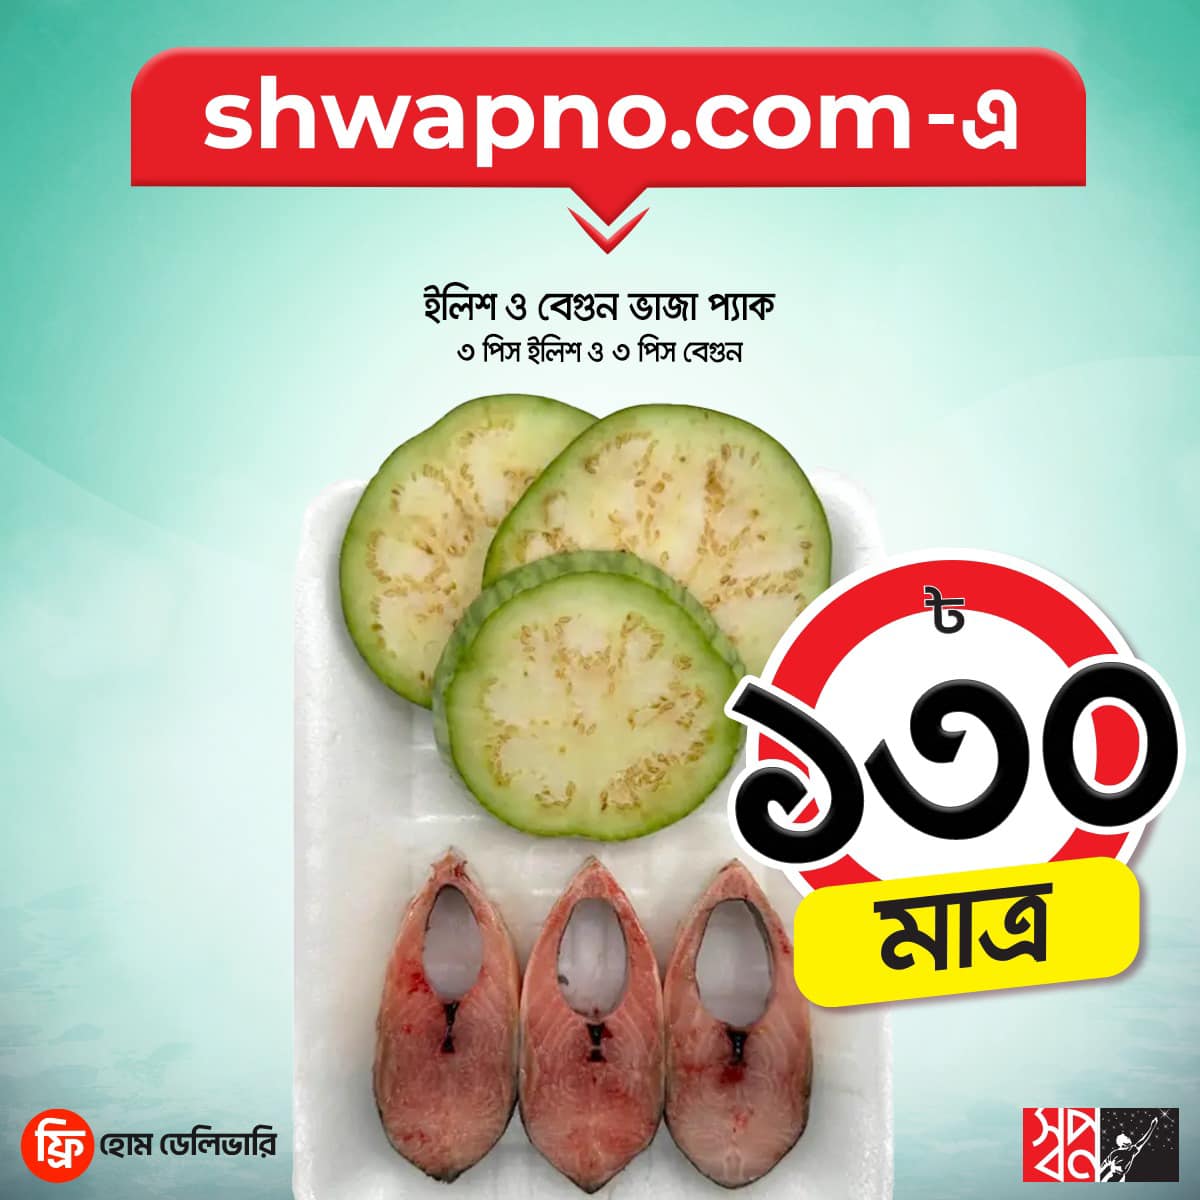 shwapno.com-এ
ইলিশ ও বেগুন ভাজা প্যাক
৩ পিস ইলিশ ও ৩ পিস বেগুন
৳
১৩০
মাত্র
ফ্রি হোম ডেলিভারি
স্বপ্ন